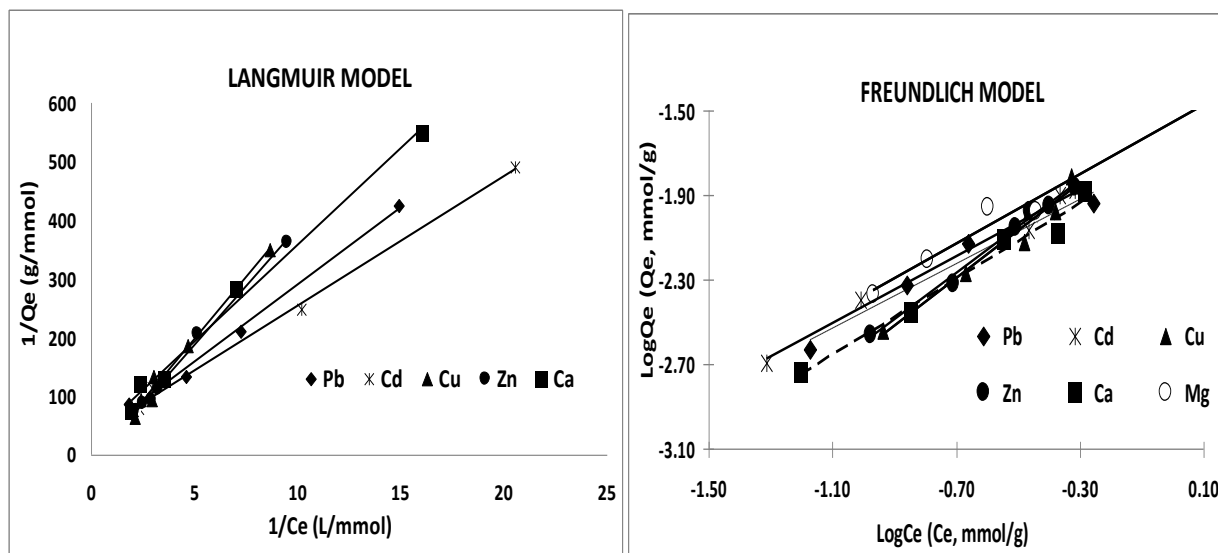 LANGMUIR MODEL
600
500
400
300
200
100
0
1/Qe (g/mmol)
Pb Cd Cu Zn Ca
0 5 10 15 20 25
1/Ce (L/mmol)
FREUNDLICH MODEL
-1.50
-1.90
-2.30
-2.70
-3.10
LogQe (Qe, mmol/g)
Pb Cd Cu
Zn Ca Mg
-1.50 -1.10 -0.70 -0.30 0.10
LogCe (Ce, mmol/g)